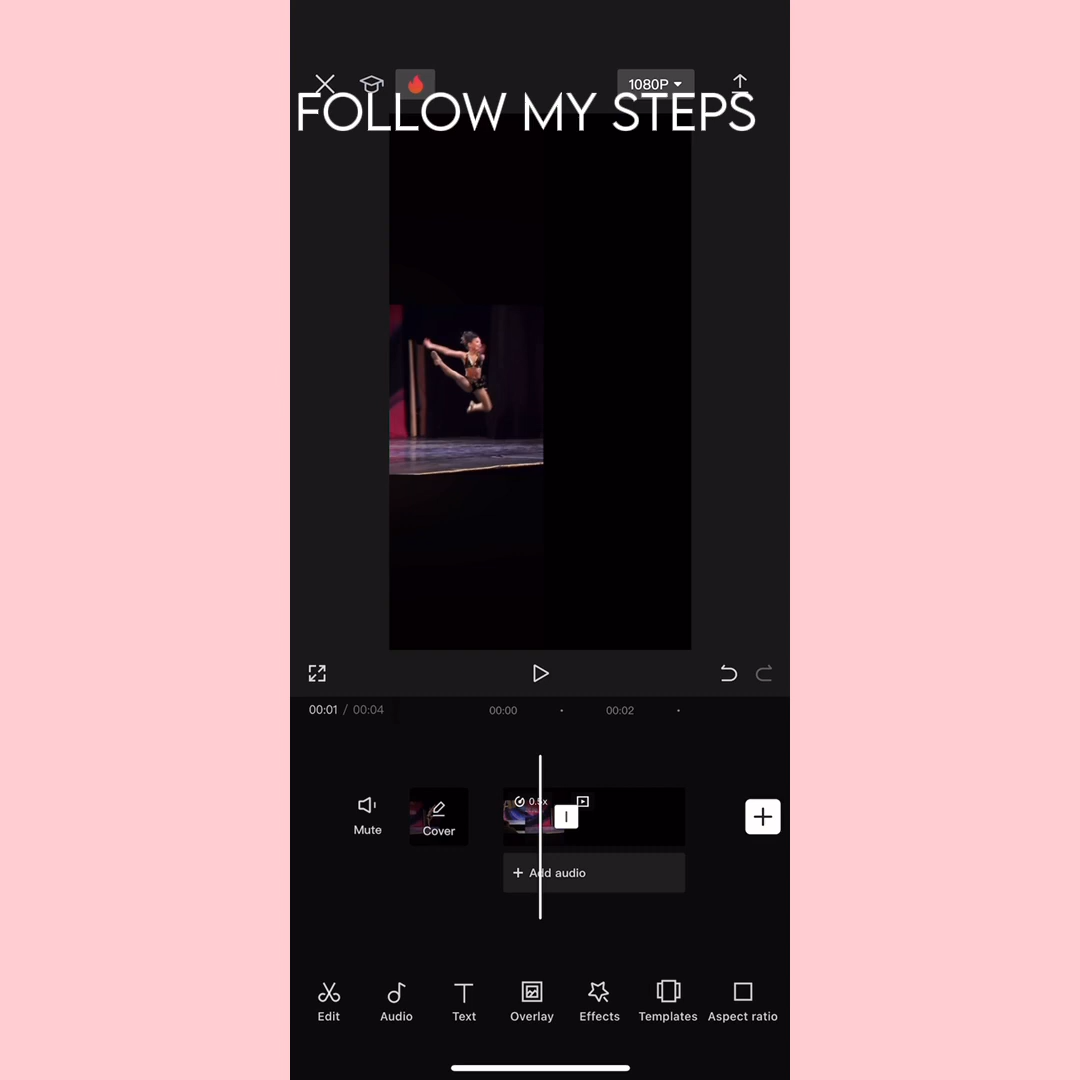 1080P
FOLLOW MY STEPS
00:01 / 00:04
00:00
00:02
0.5x
Mute
Cover
+ Add audio
Edit
Audio
Text
Overlay
Effects
Templates
Aspect ratio